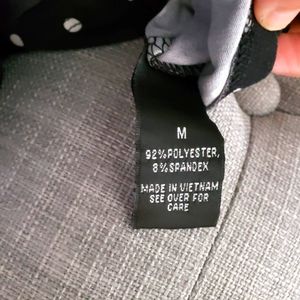 M
92%POLYESTER,
8%SPANDEX
MADE IN VIETNAM
SEE OVER FOR
CARE